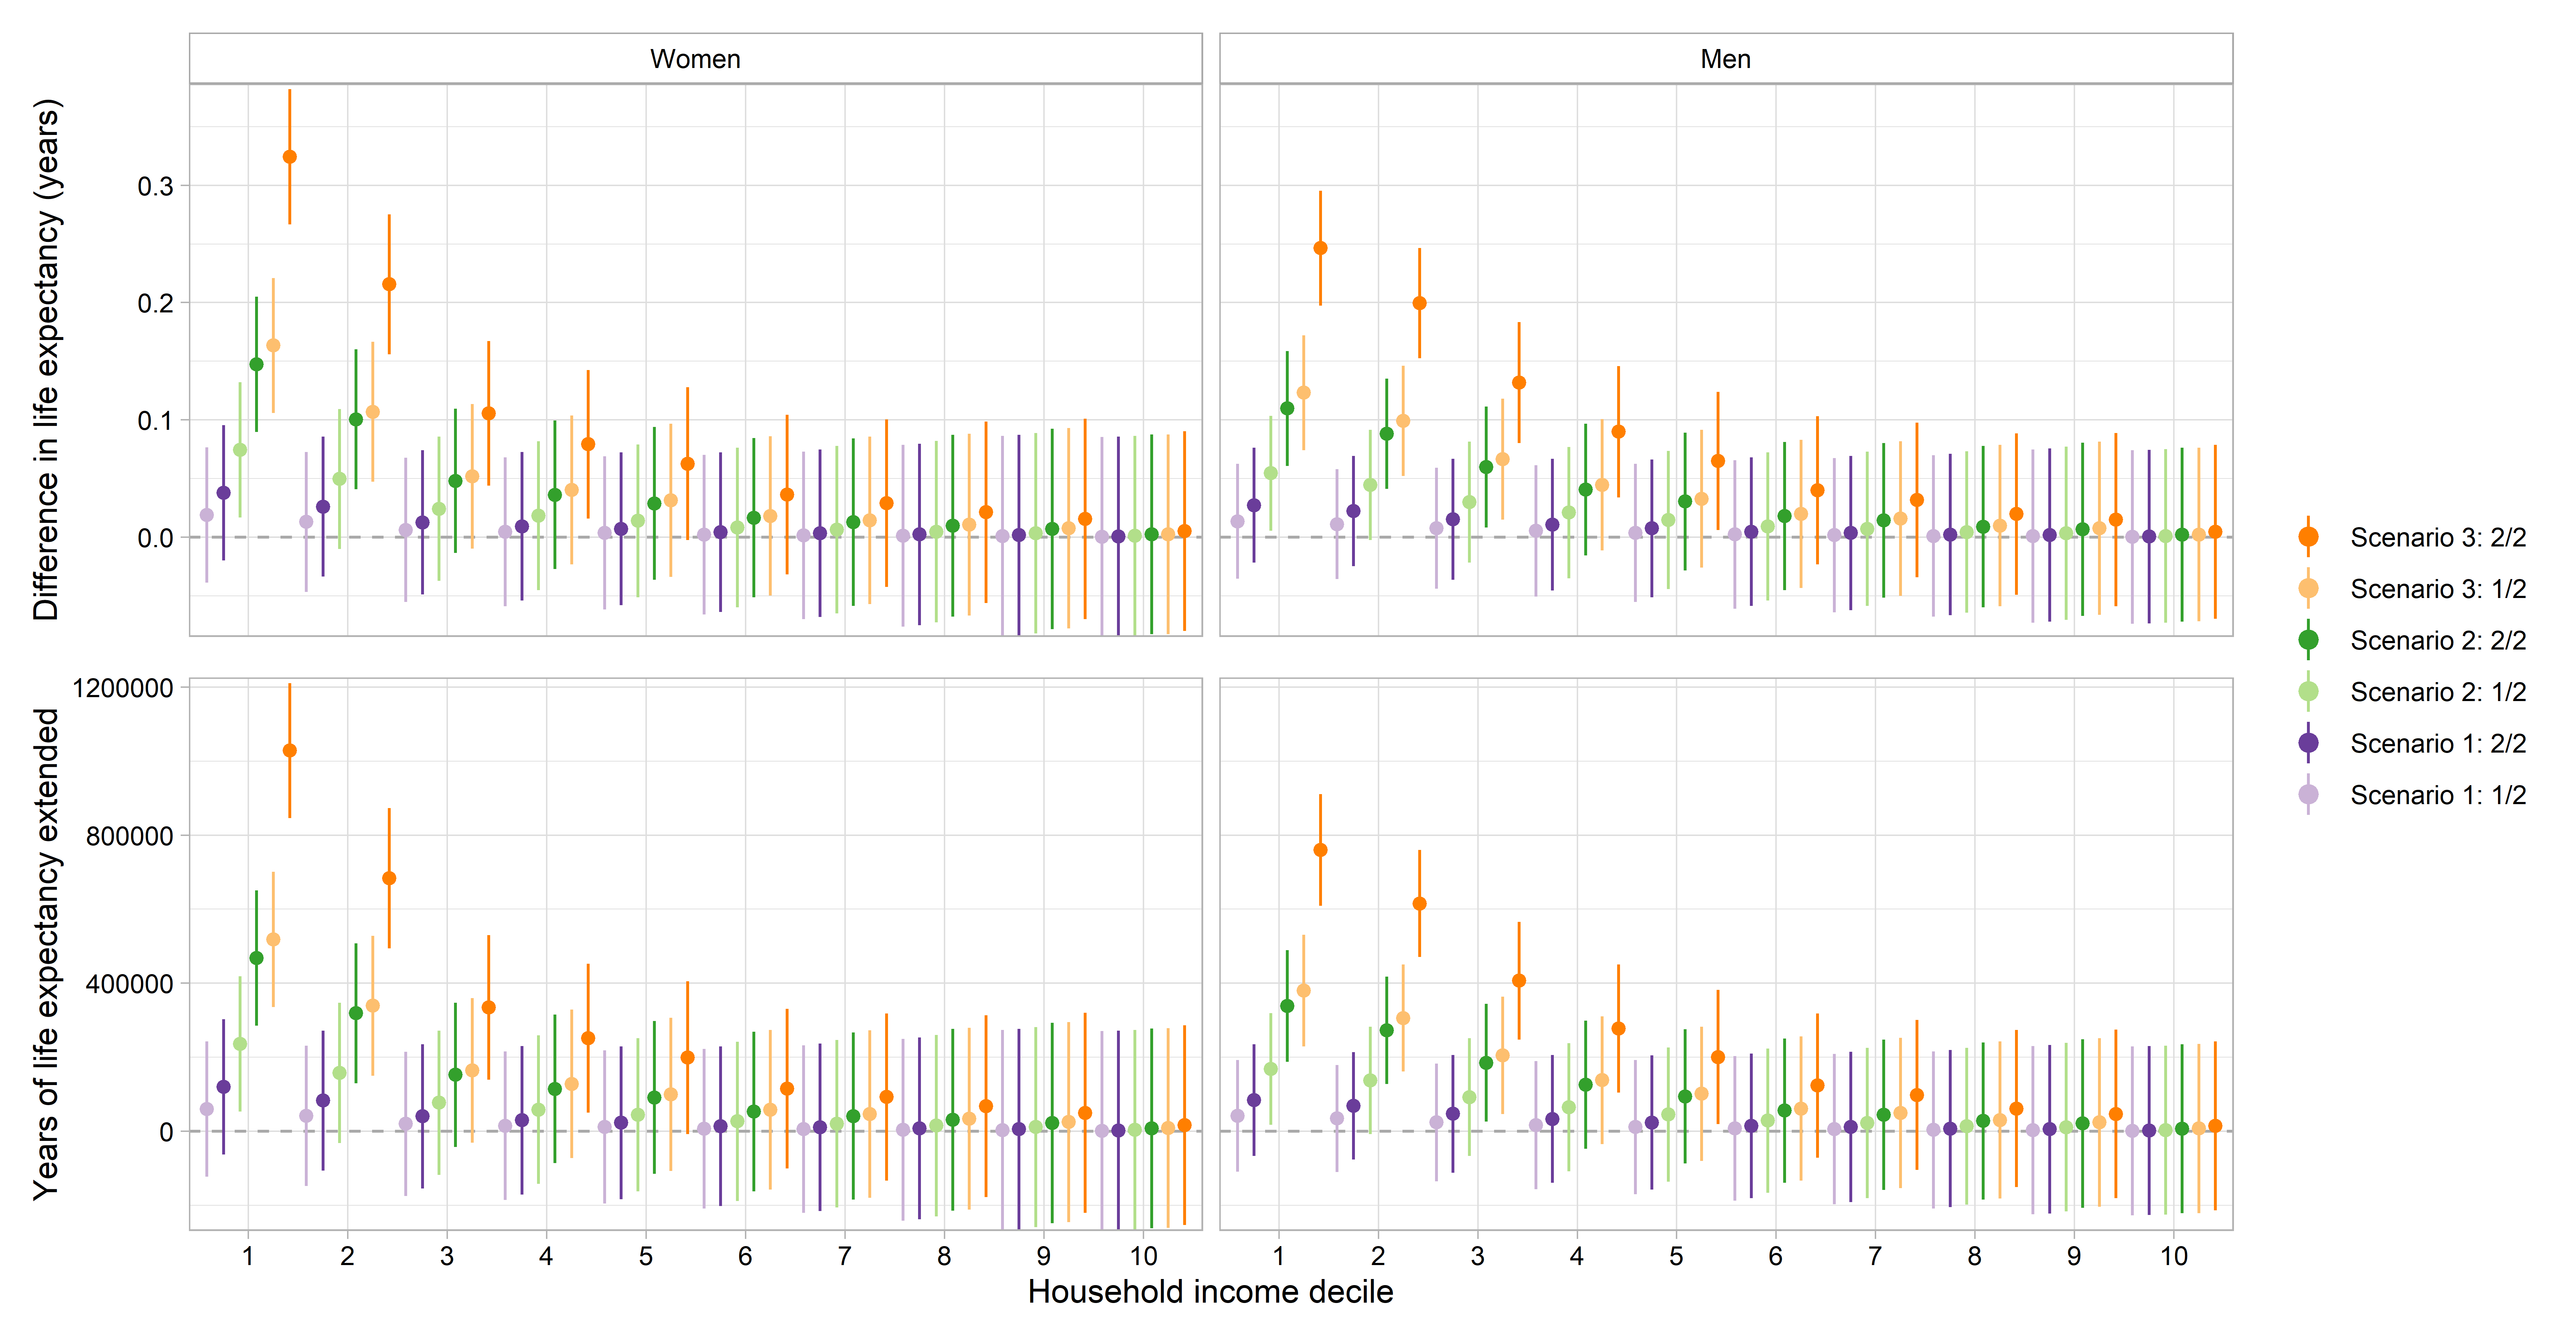 Women
Men
Difference in life expectancy (years)
0.3
0.2
0.1
0.0
Years of life expectancy extended
1200000
800000
400000
0
1 2 3 4 5 6 7 8 9 10
1 2 3 4 5 6 7 8 9 10
Household income decile
Scenario 3: 2/2
Scenario 3: 1/2
Scenario 2: 2/2
Scenario 2: 1/2
Scenario 1: 2/2
Scenario 1: 1/2